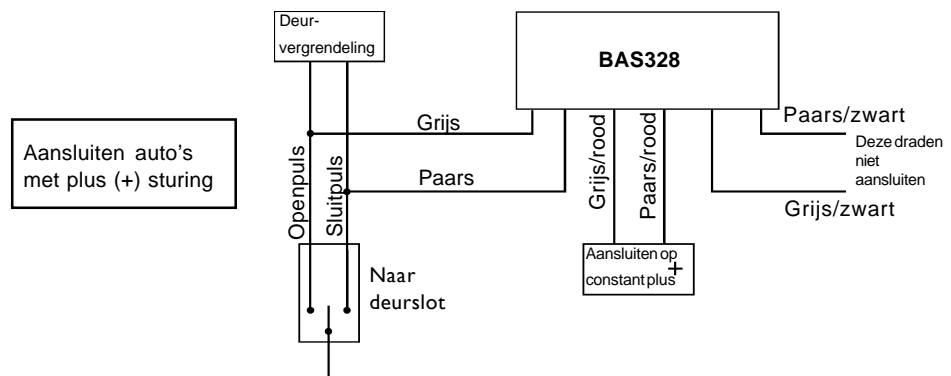 Deur-
vergrendeling
BAS328
Aansluiten auto's
met plus (+) sturing
Grijs
Paars
Openpuls
Sluitpuls
Grijs/rood
Paars/rood
Paars/zwart
Deze draden
niet
aansluiten
Grijs/zwart
Aansluiten op
constant plus +
Naar
deurslot